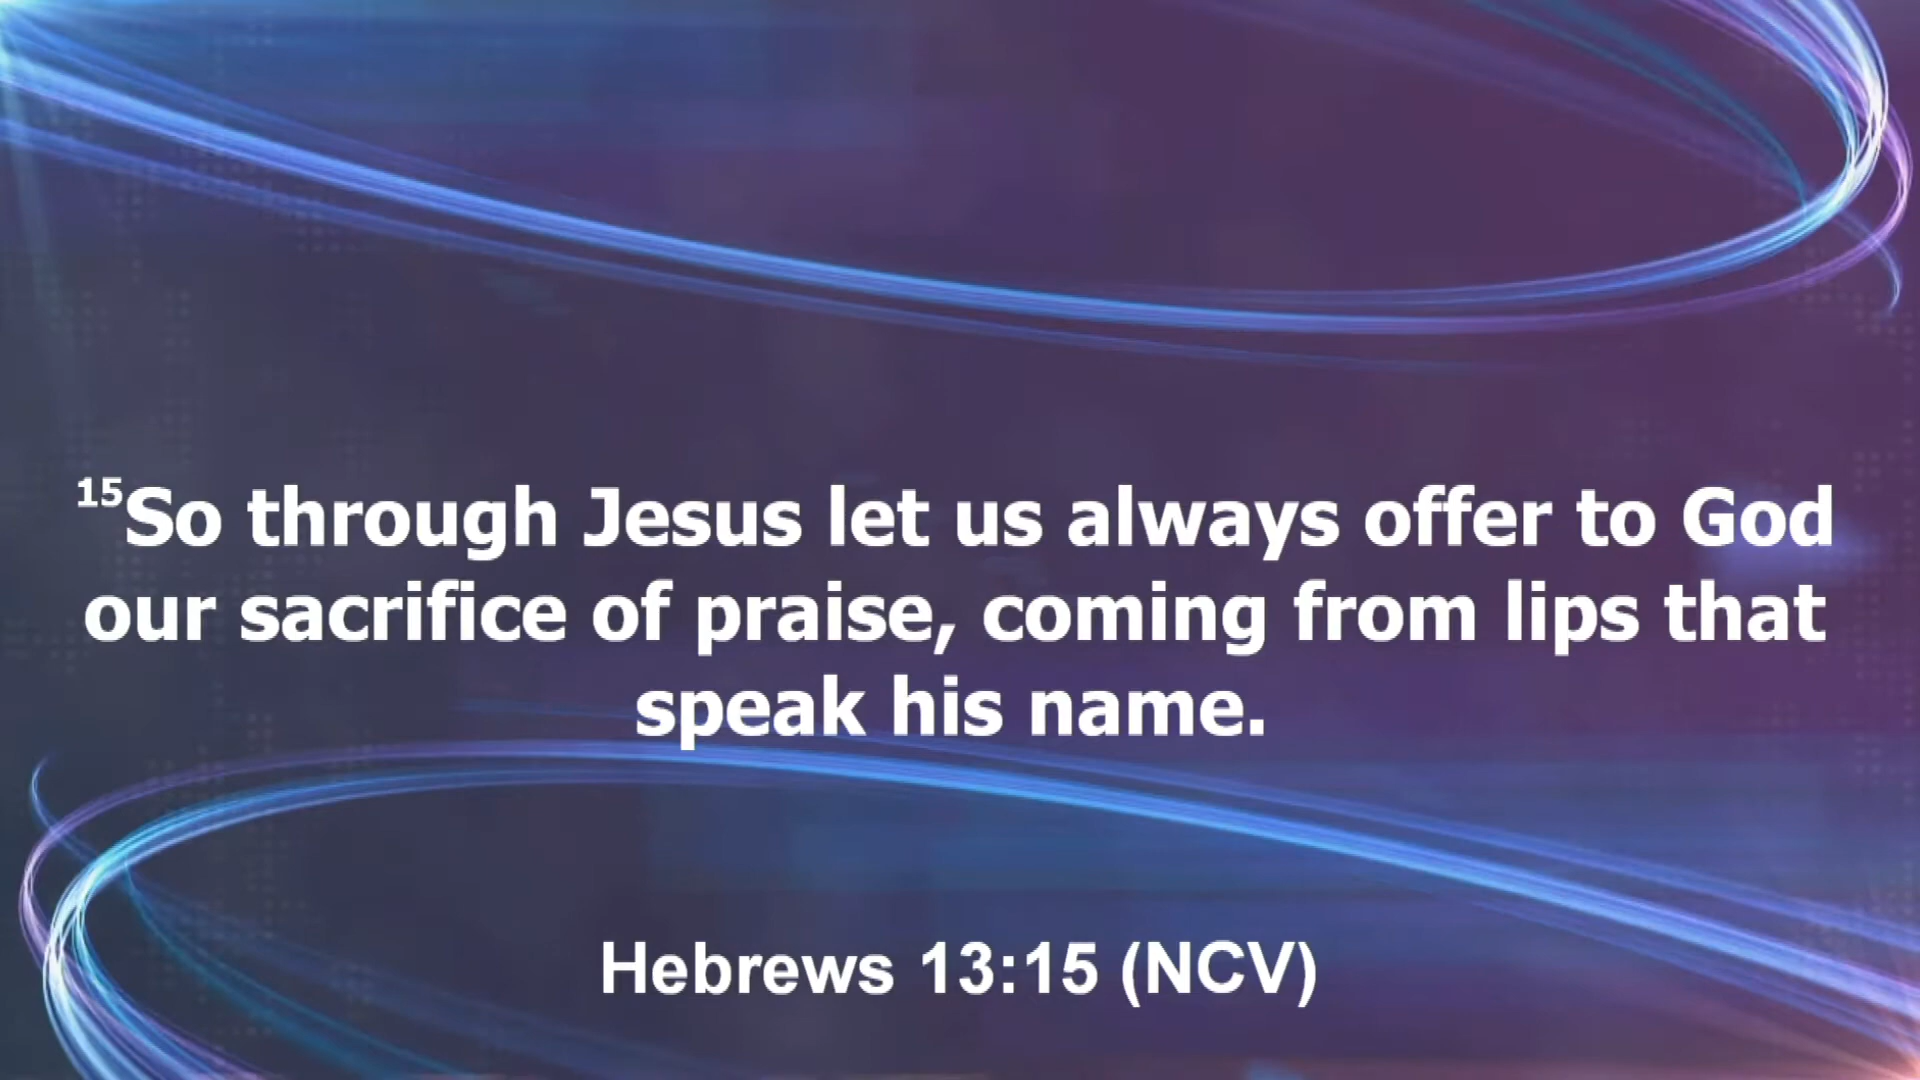 15So through Jesus let us always offer to God
our sacrifice of praise, coming from lips that
speak his name.
Hebrews 13:15 (NCV)